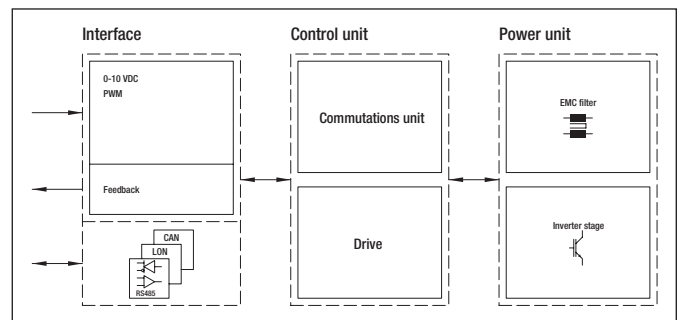 Interface
Control unit
Power unit
0-10 VDC
PWM
Feedback
CAN
LON
RS485
Commutations unit
Drive
EMC filter
Inverter stage